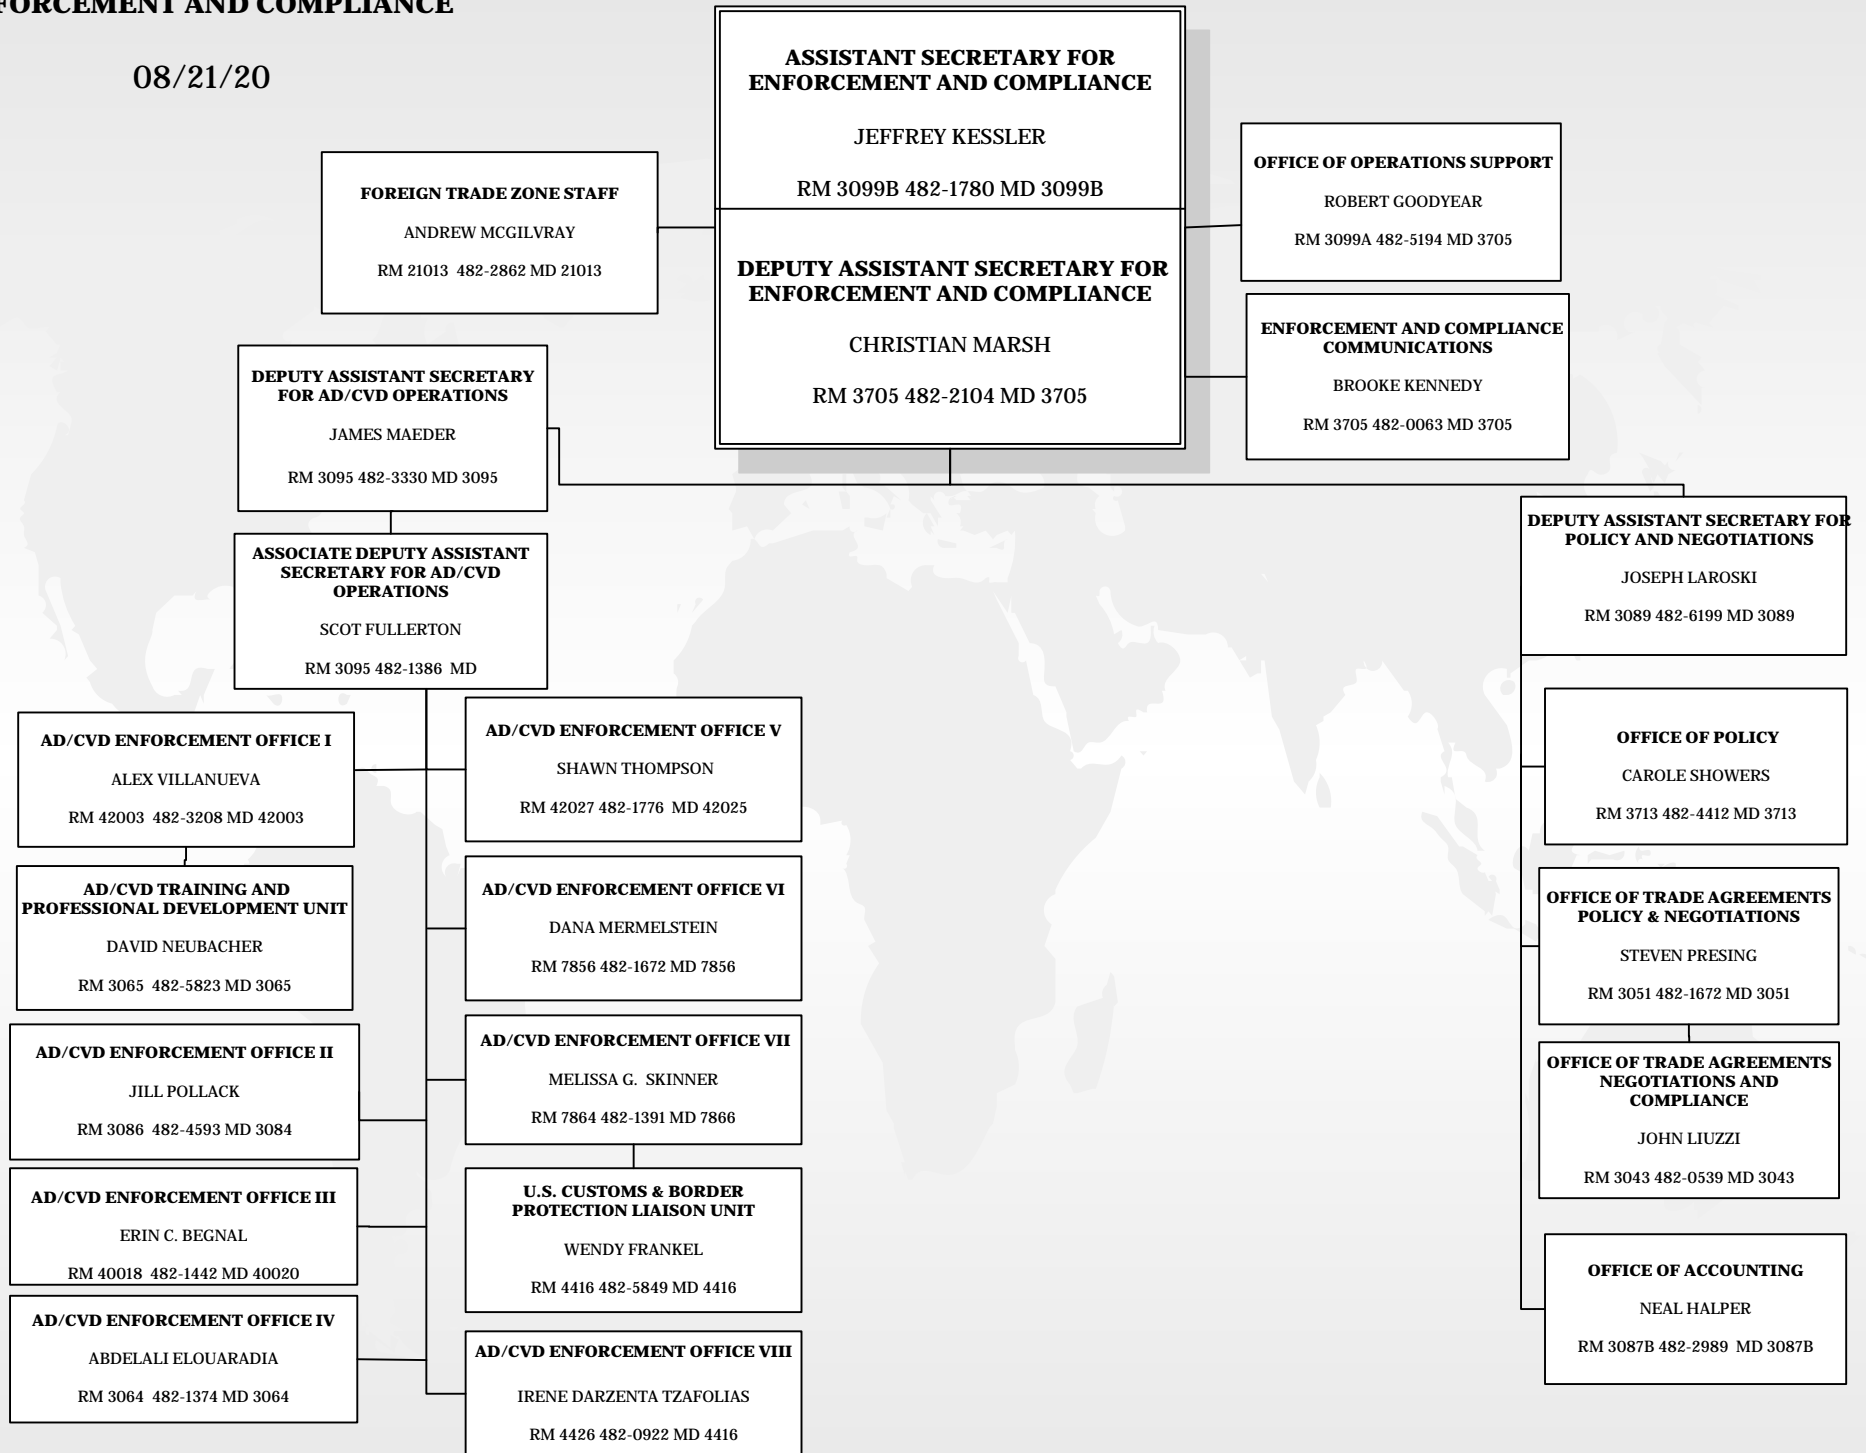 FORCEMENT AND COMPLIANCE
08/21/20
ASSISTANT SECRETARY FOR
ENFORCEMENT AND COMPLIANCE
JEFFREY KESSLER
RM 3099B 482-1780 MD 3099B
DEPUTY ASSISTANT SECRETARY FOR
ENFORCEMENT AND COMPLIANCE
CHRISTIAN MARSH
RM 3705 482-2104 MD 3705
FOREIGN TRADE ZONE STAFF
ANDREW MCGILVRAY
RM 21013 482-2862 MD 21013
OFFICE OF OPERATIONS SUPPORT
ROBERT GOODYEAR
RM 3099A 482-5194 MD 3705
ENFORCEMENT AND COMPLIANCE
COMMUNICATIONS
BROOKE KENNEDY
RM 3705 482-0063 MD 3705
DEPUTY ASSISTANT SECRETARY
FOR AD/CVD OPERATIONS
JAMES MAEDER
RM 3095 482-3330 MD 3095
ASSOCIATE DEPUTY ASSISTANT
SECRETARY FOR AD/CVD
OPERATIONS
SCOT FULLERTON
RM 3095 482-1386 MD
AD/CVD ENFORCEMENT OFFICE I
ALEX VILLANUEVA
RM 42003 482-3208 MD 42003
AD/CVD TRAINING AND
PROFESSIONAL DEVELOPMENT UNIT
DAVID NEUBACHER
RM 3065 482-5823 MD 3065
AD/CVD ENFORCEMENT OFFICE II
JILL POLLACK
RM 3086 482-4593 MD 3084
AD/CVD ENFORCEMENT OFFICE III
ERIN C. BEGNAL
RM 40018 482-1442 MD 40020
AD/CVD ENFORCEMENT OFFICE IV
ABDELALI ELOUARADIA
RM 3064 482-1374 MD 3064
AD/CVD ENFORCEMENT OFFICE V
SHAWN THOMPSON
RM 42027 482-1776 MD 42025
AD/CVD ENFORCEMENT OFFICE VI
DANA MERMELSTEIN
RM 7856 482-1672 MD 7856
AD/CVD ENFORCEMENT OFFICE VII
MELISSA G. SKINNER
RM 7864 482-1391 MD 7866
U.S. CUSTOMS & BORDER
PROTECTION LIAISON UNIT
WENDY FRANKEL
RM 4416 482-5849 MD 4416
AD/CVD ENFORCEMENT OFFICE VIII
IRENE DARZENTA TZAFOLIAS
RM 4426 482-0922 MD 4416
DEPUTY ASSISTANT SECRETARY FOR
POLICY AND NEGOTIATIONS
JOSEPH LAROSKI
RM 3089 482-6199 MD 3089
OFFICE OF POLICY
CAROLE SHOWERS
RM 3713 482-4412 MD 3713
OFFICE OF TRADE AGREEMENTS
POLICY & NEGOTIATIONS
STEVEN PRESING
RM 3051 482-1672 MD 3051
OFFICE OF TRADE AGREEMENTS
NEGOTIATIONS AND
COMPLIANCE
JOHN LIUZZI
RM 3043 482-0539 MD 3043
OFFICE OF ACCOUNTING
NEAL HALPER
RM 3087B 482-2989 MD 3087B